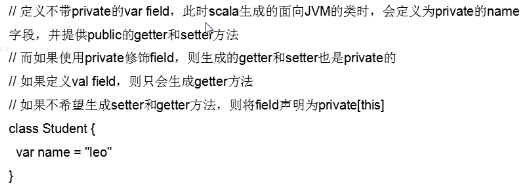 // 定义不带private的var field，此时scala生成的面向JVM的类时，会定义为private的name
字段，并提供public的getter和setter方法
// 而如果使用private修饰field，则生成的getter和setter也是private的
// 如果定义val field，则只会生成getter方法
// 如果不希望生成setter和getter方法，则将field声明为private[this]
class Student {
  var name = "leo"
}